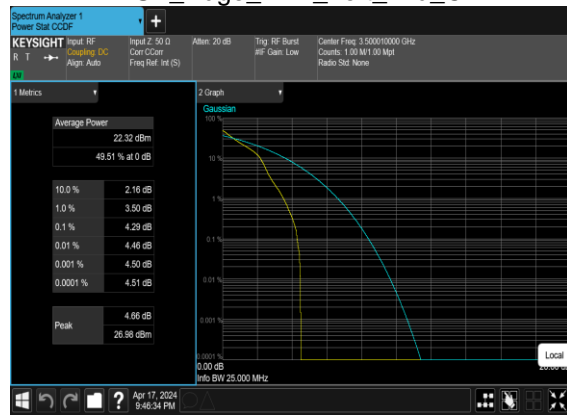 Spectrum Analyzer 1
Power Stat CCDF
+
KEYSIGHT
R T
LW
Input: RF
Coupling: DC
Align: Auto
Input Z: 50 Ω
Corr CCorr
Freq Ref: Int (S)
Atten: 20 dB
Trig: RF Burst
#IF Gain: Low
Center Freq: 3.500010000 GHz
Counts: 1.00 M/1.00 Mpt
Radio Std: None
1 Metrics
Average Power
22.32 dBm
49.51 % at 0 dB
10.0 % 2.16 dB
1.0 % 3.50 dB
0.1 % 4.29 dB
0.01 % 4.46 dB
0.001 % 4.50 dB
0.0001 % 4.51 dB
Peak
4.66 dB
26.98 dBm
2 Graph
Gaussian
100 %
10 %
1 %
0.1 %
0.01 %
0.001 %
0.0001 %
0.00 dB
Info BW 25.000 MHz
Local
?
Apr 17, 2024
9:46:34 PM